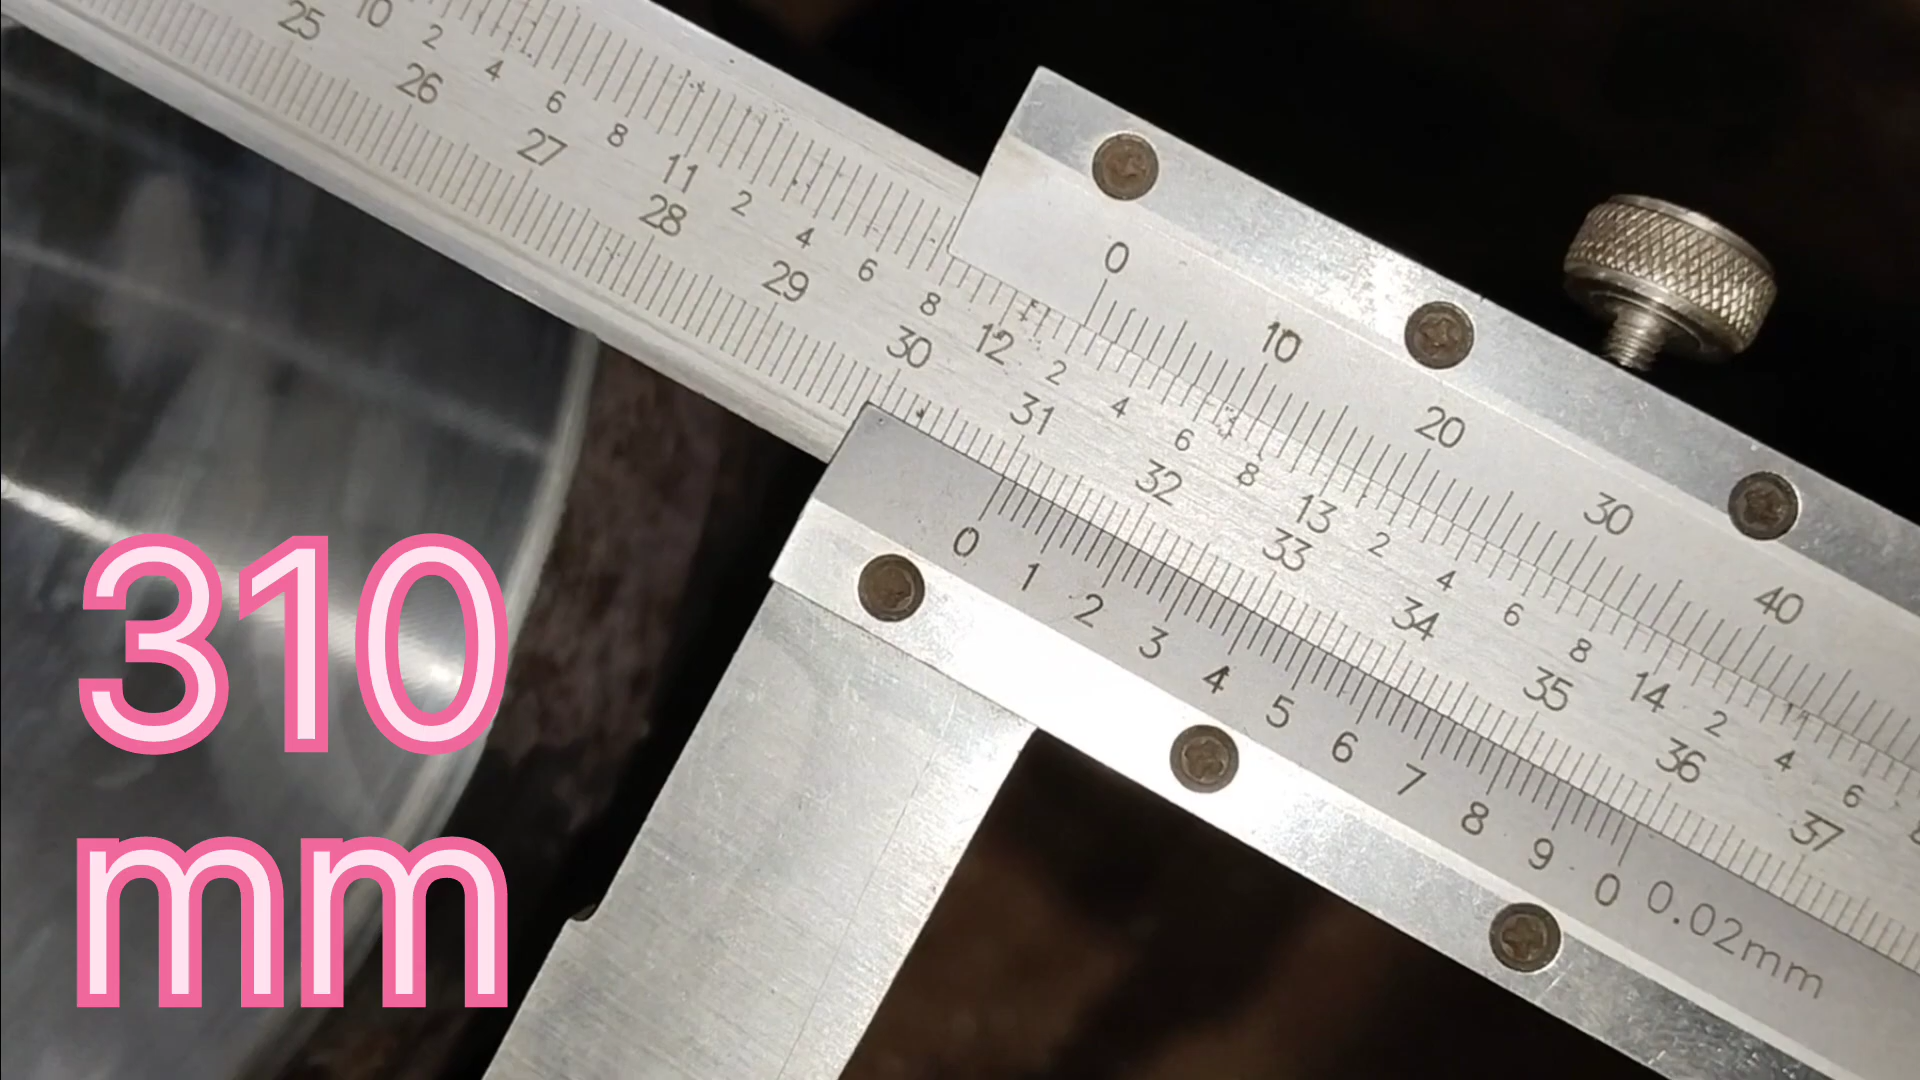 10 2 4 6 8 11 2 4 6 8 12 2 4 6 8 13 2 4 6 8 14 2 4 6
25 26 27 28 29 30 31 32 33 34 35 36 37
0 10 20 30 40
0 1 2 3 4 5 6 7 8 9 0 0.02mm
310
mm